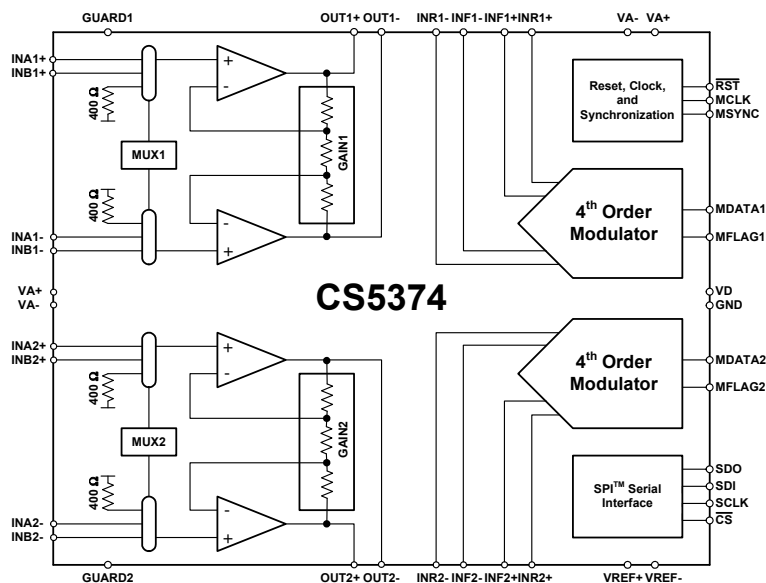 GUARD1 OUT1+ OUT1- INR1- INF1- INF1+ INR1+ VA- VA+
INA1+
INB1+
400 Ω
MUX1
400 Ω
INA1-
INB1-
+
-
-
+
GAIN1
Reset, Clock,
and
Synchronization
RST
MCLK
MSYNC
4th Order
Modulator
MDATA1
MFLAG1
VA+
VA-
CS5374
VD
GND
INA2+
INB2+
400 Ω
MUX2
400 Ω
INA2-
INB2-
+
-
-
+
GAIN2
4th Order
Modulator
MDATA2
MFLAG2
SPI™ Serial
Interface
SDO
SDI
SCLK
CS
GUARD2 OUT2+ OUT2- INR2- INF2- INF2+ INR2+ VREF+ VREF-